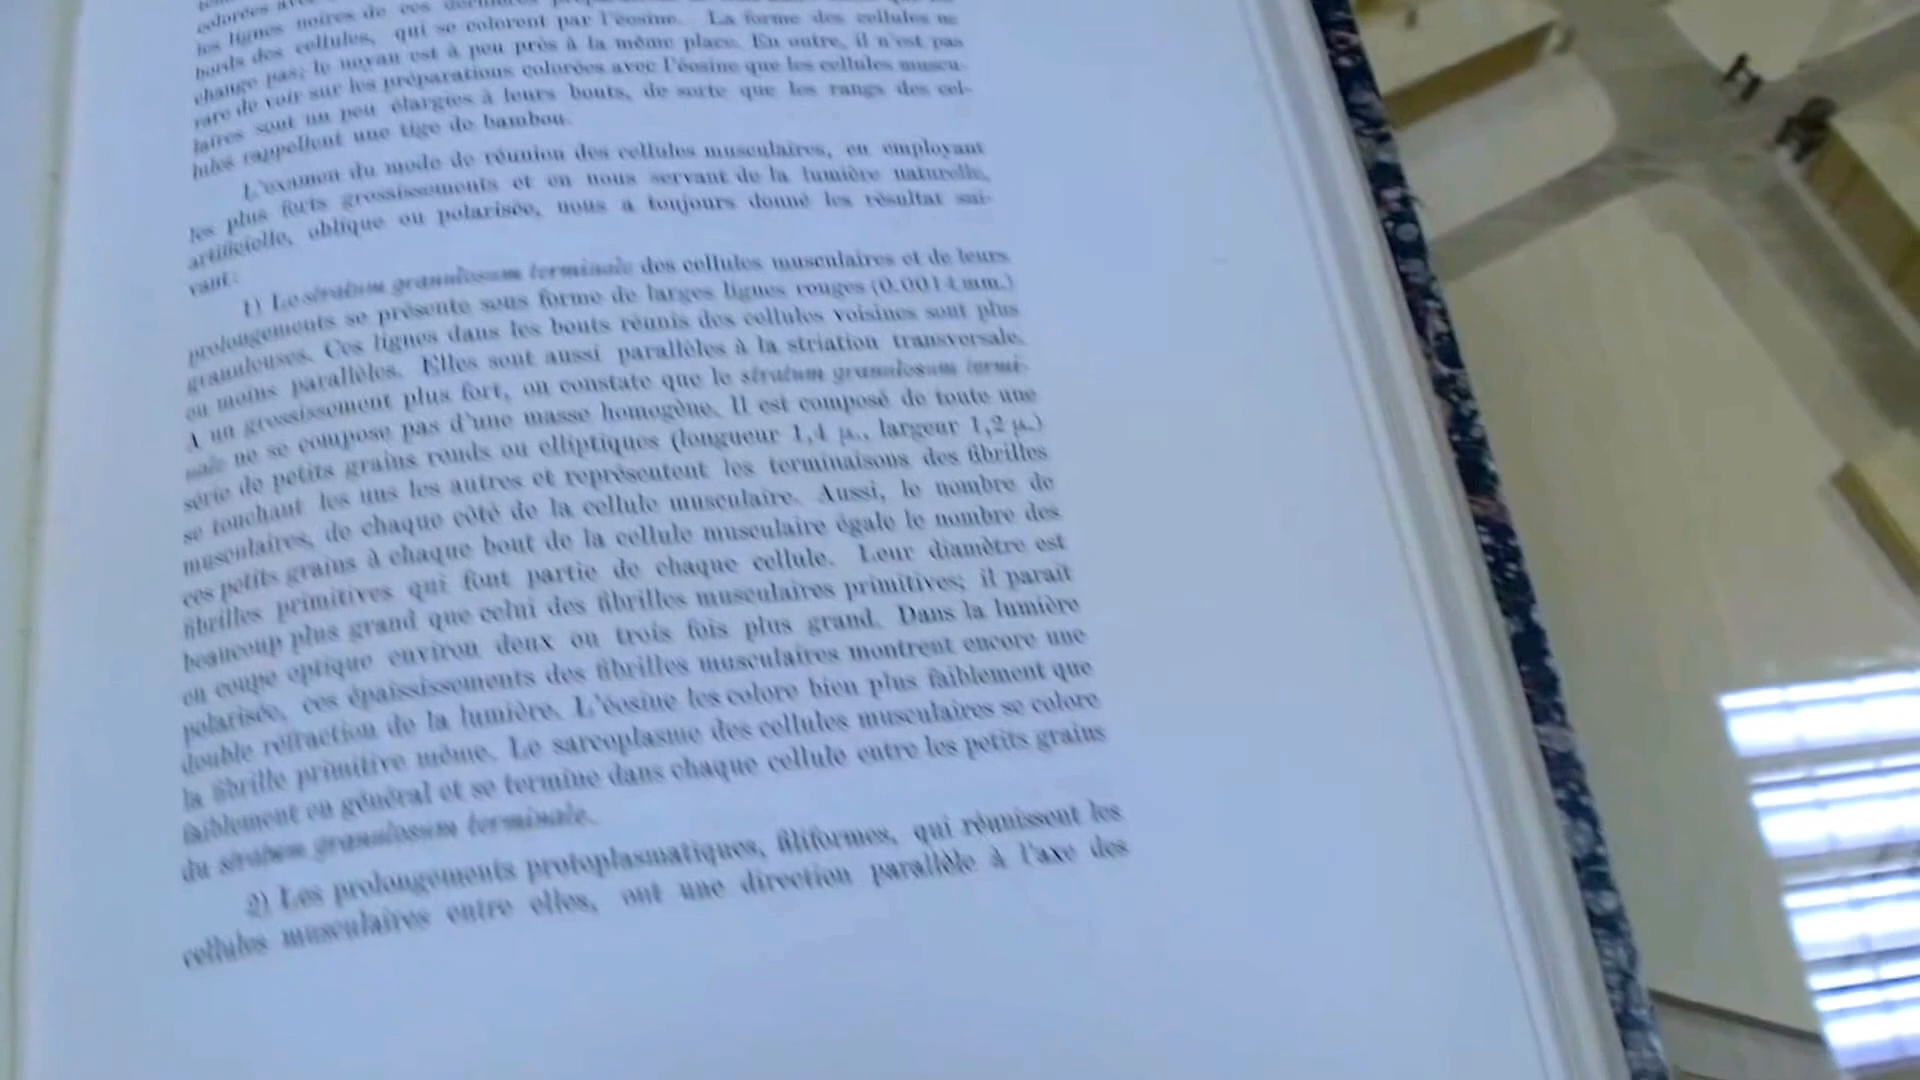 colorées avec
les lignes noires de ces dernières
bords des cellules, qui se colorent par l'éosine. La forme des cellules ne
change pas; le noyau est à peu près à la même place. En outre, il n'est pas
rare de voir sur les préparations colorées avec l'éosine que les cellules muscu-
laires sont un peu élargies à leurs bouts, de sorte que les rangs des cel-
lules rappellent une tige de bambou.
L'examen du mode de réunion des cellules musculaires, en employant
les plus forts grossissements et en nous servant de la lumière naturelle,
artificielle, oblique ou polarisée, nous a toujours donné les résultat sui-
vant:
1) Le stratum granulosum terminale des cellules musculaires et de leurs
prolongements se présente sous forme de larges lignes rouges (0.0014 mm.)
granuleuses. Ces lignes dans les bouts réunis des cellules voisines sont plus
ou moins parallèles. Elles sont aussi parallèles à la striation transversale.
A un grossissement plus fort, on constate que le stratum granulosum termi-
nale ne se compose pas d'une masse homogène. Il est composé de toute une
série de petits grains ronds ou elliptiques (longueur 1,4 µ., largeur 1,2 µ.)
se touchant les uns les autres et représentent les terminaisons des fibrilles
musculaires, de chaque côté de la cellule musculaire. Aussi, le nombre de
ces petits grains à chaque bout de la cellule musculaire égale le nombre des
fibrilles primitives qui font partie de chaque cellule. Leur diamètre est
beaucoup plus grand que celui des fibrilles musculaires primitives; il parait
en coupe optique environ deux ou trois fois plus grand. Dans la lumière
polarisée, ces épaississements des fibrilles musculaires montrent encore une
double réfraction de la lumière. L'éosine les colore bien plus faiblement que
la fibrille primitive même. Le sarcoplasme des cellules musculaires se colore
faiblement en général et se termine dans chaque cellule entre les petits grains
du stratum granulosum terminale.
2) Les prolongements protoplasmatiques, filiformes, qui réunissent les
cellules musculaires entre elles, ont une direction parallèle à l'axe des